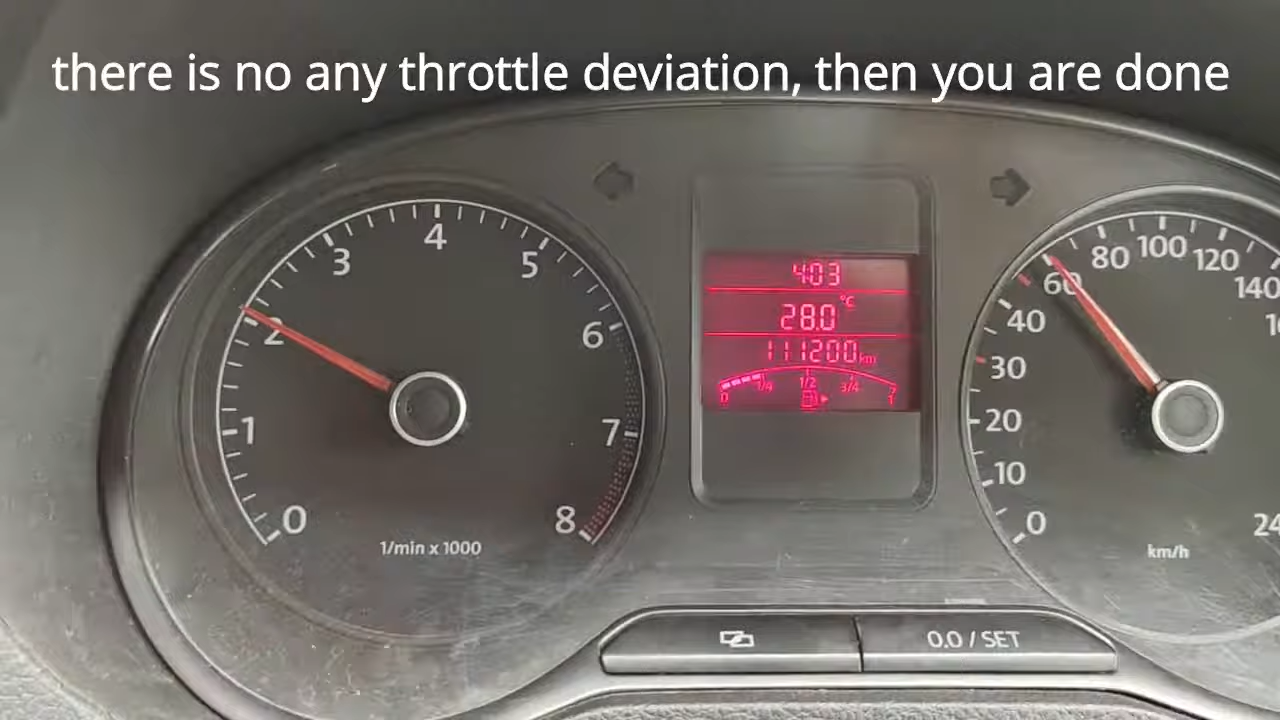 there is no any throttle deviation, then you are done
4
3
5
2
6
1
7
0
8
1/min x 1000
4:03
28.0 °C
111200 km
0 1/4 1/2 3/4 1
80 100 120
60
140
40
30
20
10
0
km/h
0.0 / SET